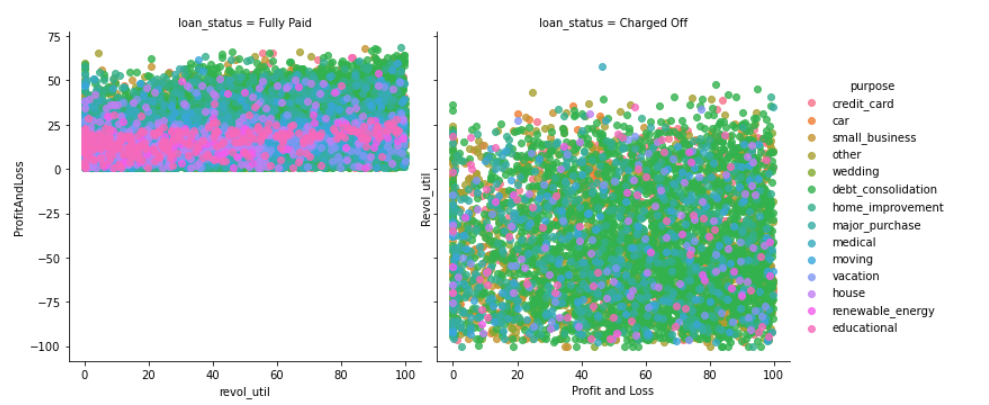 loan_status = Fully Paid
loan_status = Charged Off
75
50
25
0
−25
−50
−75
−100
ProfitAndLoss
0 20 40 60 80 100
revol_util
Revol_util
0 20 40 60 80 100
Profit and Loss
purpose
credit_card
car
small_business
other
wedding
debt_consolidation
home_improvement
major_purchase
medical
moving
vacation
house
renewable_energy
educational